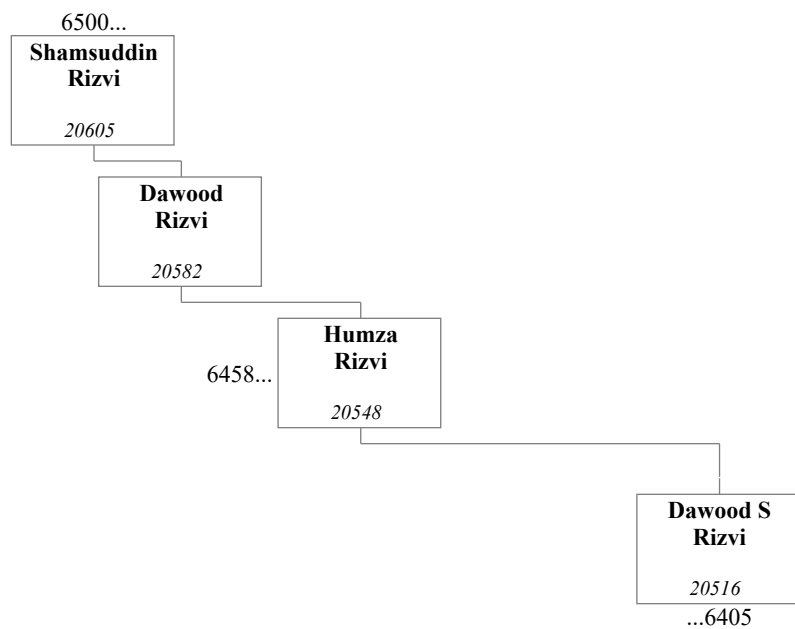 6500...
Shamsuddin
Rizvi
20605
Dawood
Rizvi
20582
Humza
Rizvi
6458...
20548
Dawood S
Rizvi
20516
...6405